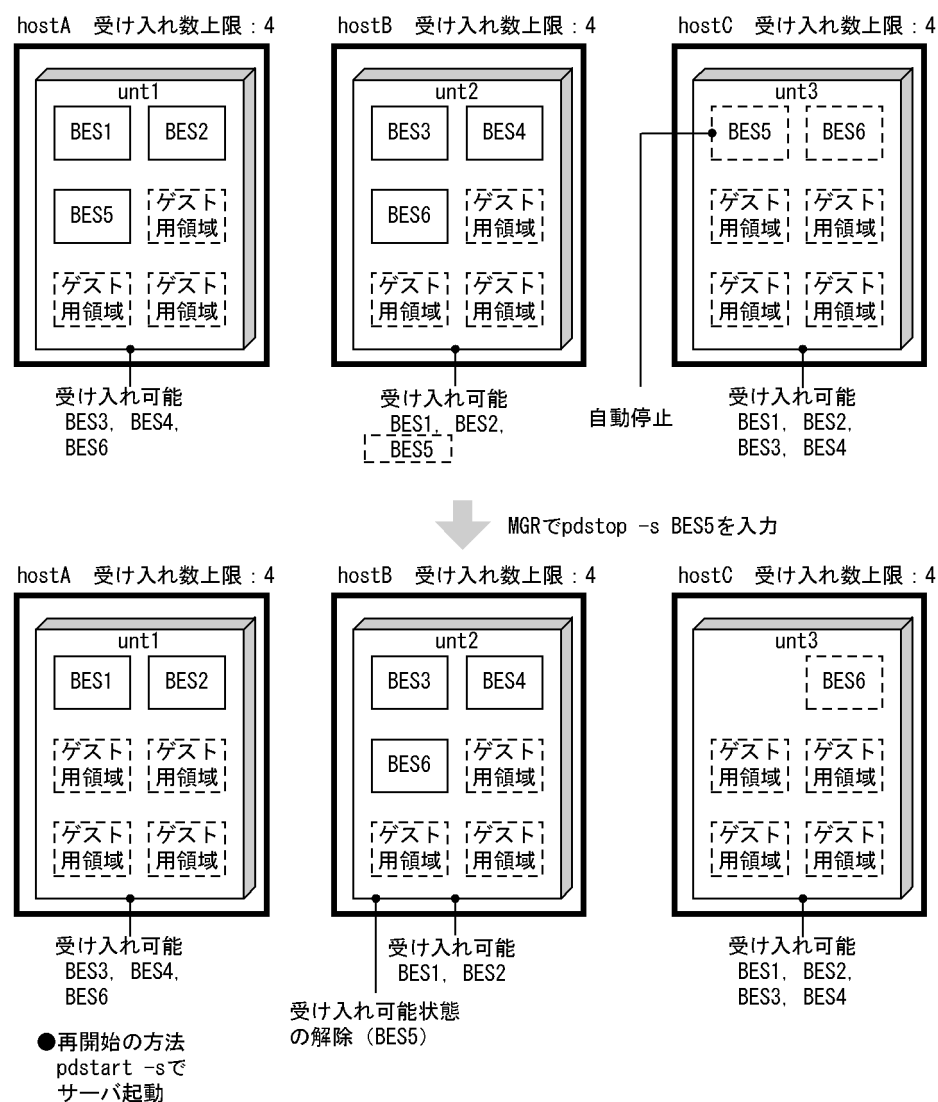 hostA 受け入れ数上限：4
unt1
BES1
BES2
BES5
ゲスト
用領域
ゲスト
用領域
ゲスト
用領域
受け入れ可能
BES3, BES4,
BES6
hostB 受け入れ数上限：4
unt2
BES3
BES4
BES6
ゲスト
用領域
ゲスト
用領域
ゲスト
用領域
受け入れ可能
BES1, BES2,
BES5
hostC 受け入れ数上限：4
unt3
BES5
BES6
ゲスト
用領域
ゲスト
用領域
ゲスト
用領域
ゲスト
用領域
自動停止
受け入れ可能
BES1, BES2,
BES3, BES4
MGRでpdstop -s BES5を入力
hostA 受け入れ数上限：4
unt1
BES1
BES2
ゲスト
用領域
ゲスト
用領域
ゲスト
用領域
ゲスト
用領域
受け入れ可能
BES3, BES4,
BES6
●再開始の方法
pdstart -sで
サーバ起動
hostB 受け入れ数上限：4
unt2
BES3
BES4
BES6
ゲスト
用領域
ゲスト
用領域
ゲスト
用領域
受け入れ可能
BES1, BES2
受け入れ可能状態
の解除（BES5）
hostC 受け入れ数上限：4
unt3
BES6
ゲスト
用領域
ゲスト
用領域
ゲスト
用領域
ゲスト
用領域
受け入れ可能
BES1, BES2,
BES3, BES4